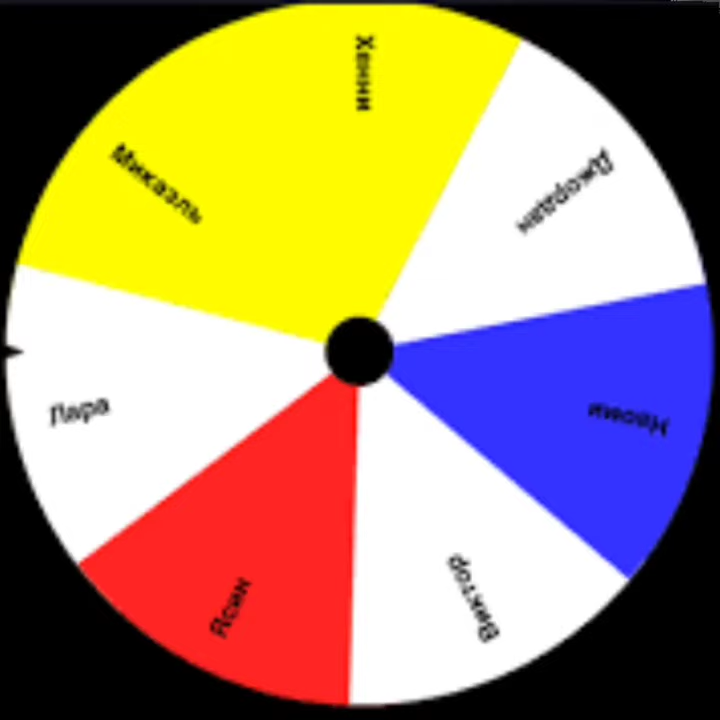 Хенни
Джордан
Наоми
Виктор
Ясин
Лара
Микаэль